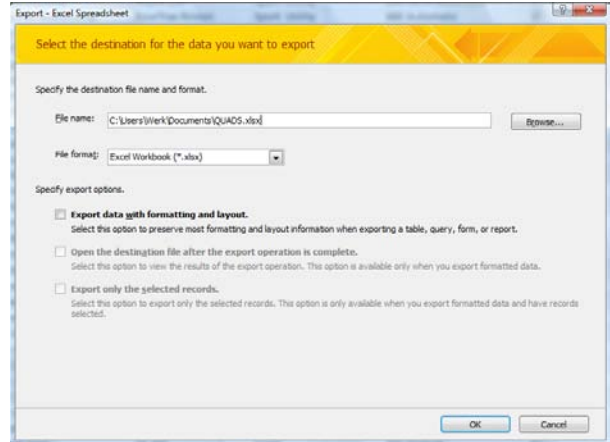 Export - Excel Spreadsheet
Select the destination for the data you want to export
Specify the destination file name and format.
File name:
C:\Users\Werk\Documents\QUADS.xlsx
Browse...
File format:
Excel Workbook (*.xlsx)
Specify export options.
Export data with formatting and layout.
Select this option to preserve most formatting and layout information when exporting a table, query, form, or report.
Open the destination file after the export operation is complete.
Select this option to view the results of the export operation. This option is available only when you export formatted data.
Export only the selected records.
Select this option to export only the selected records. This option is only available when you export formatted data and have records
selected.
OK
Cancel